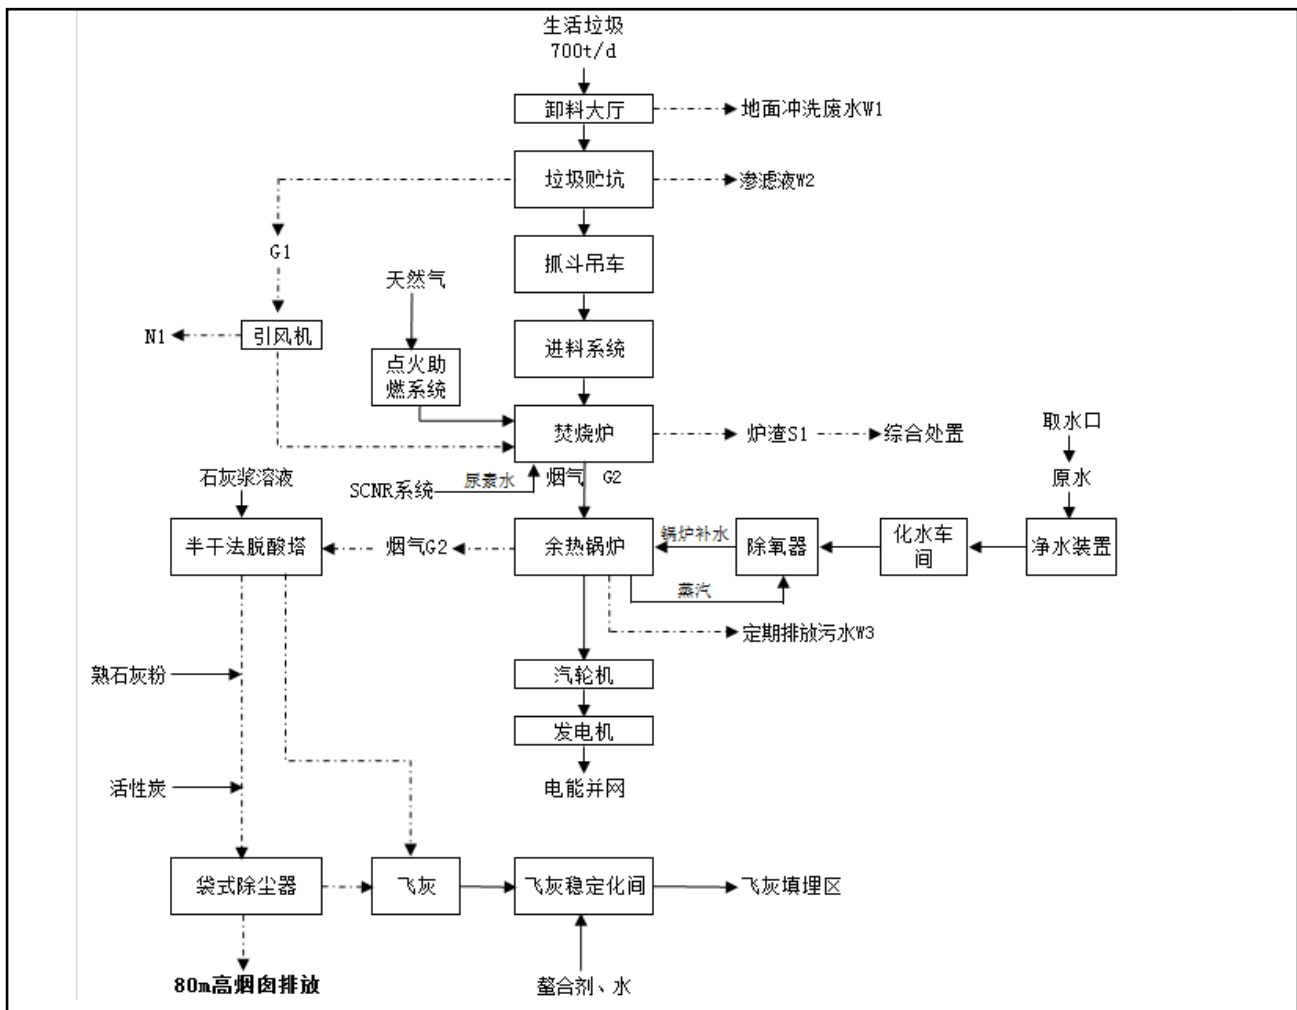 生活垃圾
700t/d
卸料大厅
地面冲洗废水W1
垃圾贮坑
渗滤液W2
G1
抓斗吊车
天然气
N1
引风机
进料系统
点火助
燃系统
焚烧炉
炉渣S1
综合处置
取水口
石灰浆溶液
SCNR系统
尿素水
烟气
G2
原水
半干法脱酸塔
烟气G2
余热锅炉
锅炉补水
除氧器
化水车
间
净水装置
蒸汽
定期排放污水W3
熟石灰粉
汽轮机
发电机
活性炭
电能并网
袋式除尘器
飞灰
飞灰稳定化间
飞灰填埋区
80m高烟囱排放
螯合剂、水